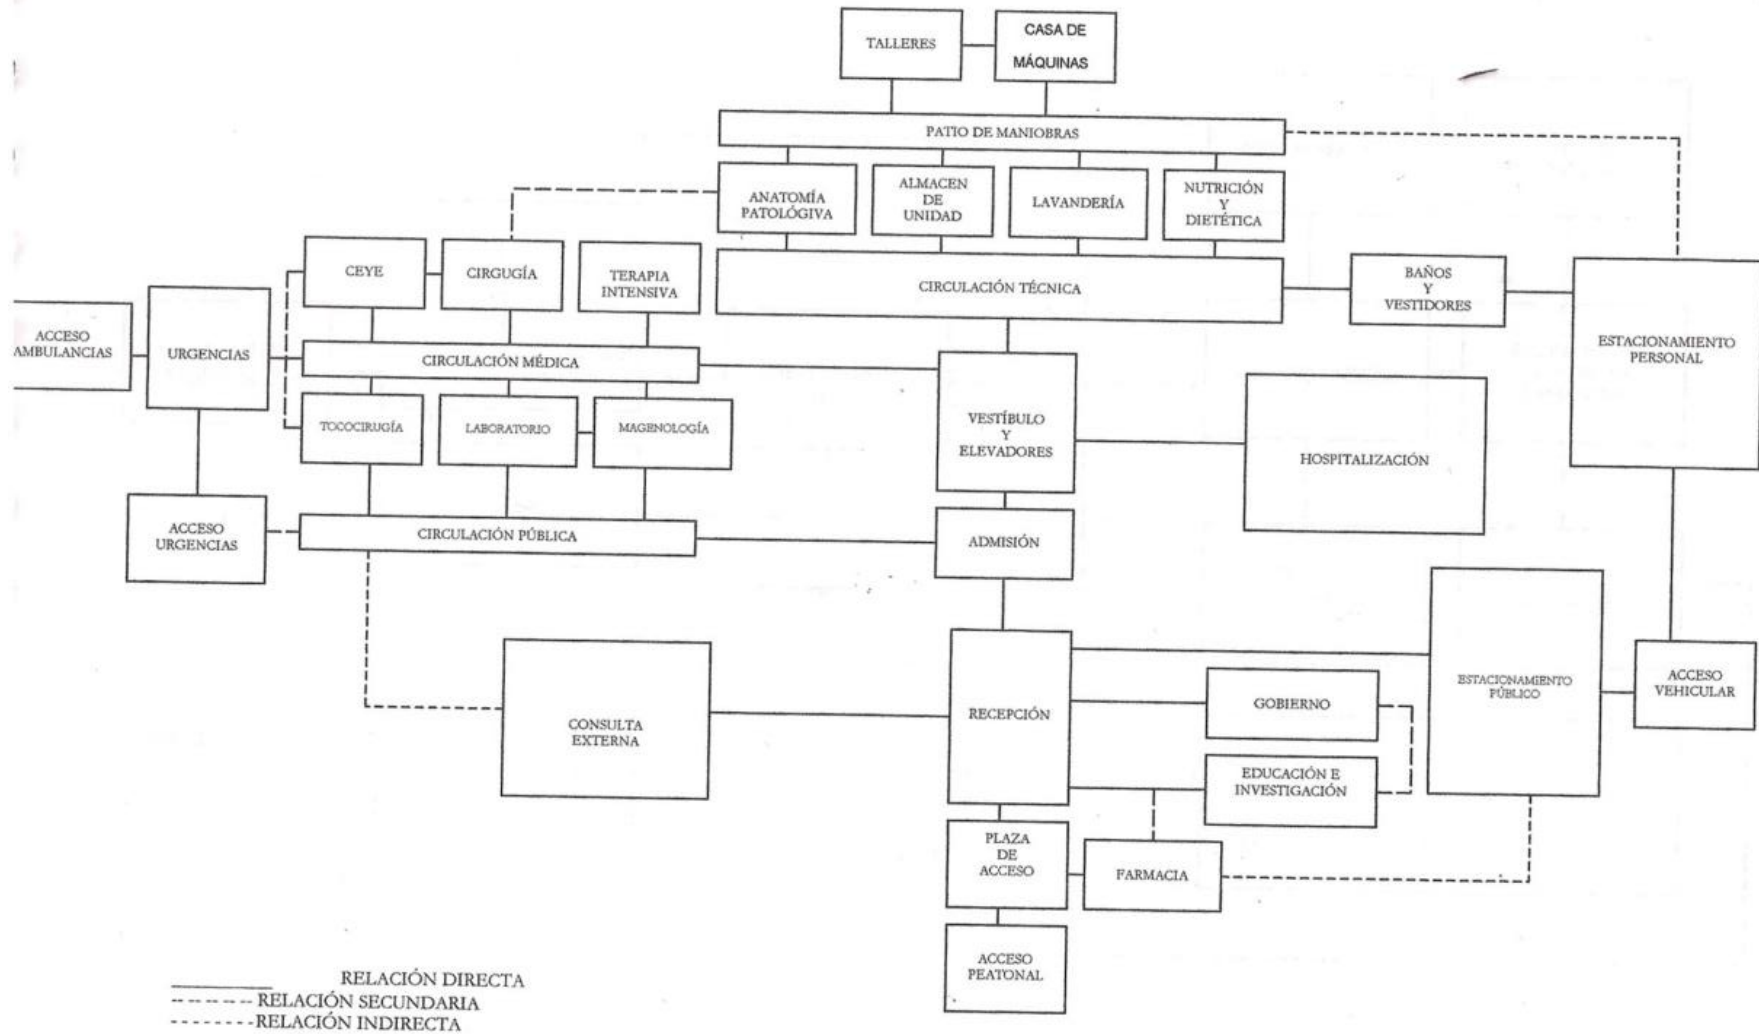 TALLERES
CASA DE
MÁQUINAS
PATIO DE MANIOBRAS
ANATOMÍA
PATOLÓGIVA
ALMACEN
DE
UNIDAD
LAVANDERÍA
NUTRICIÓN
Y
DIETÉTICA
CEYE
CIRGUGÍA
TERAPIA
INTENSIVA
CIRCULACIÓN TÉCNICA
BAÑOS
Y
VESTIDORES
ESTACIONAMIENTO
PERSONAL
ACCESO
AMBULANCIAS
URGENCIAS
CIRCULACIÓN MÉDICA
VESTÍBULO
Y
ELEVADORES
HOSPITALIZACIÓN
TOCOCIRUGÍA
LABORATORIO
MAGENOLOGÍA
ACCESO
URGENCIAS
CIRCULACIÓN PÚBLICA
ADMISIÓN
CONSULTA
EXTERNA
RECEPCIÓN
GOBIERNO
ESTACIONAMIENTO
PÚBLICO
ACCESO
VEHICULAR
EDUCACIÓN E
INVESTIGACIÓN
PLAZA
DE
ACCESO
FARMACIA
ACCESO
PEATONAL
RELACIÓN DIRECTA
RELACIÓN SECUNDARIA
RELACIÓN INDIRECTA